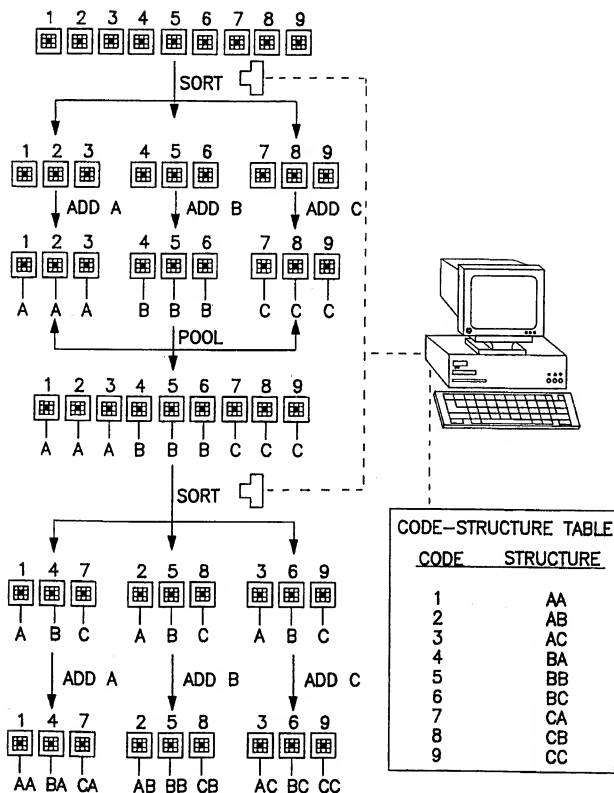 1 2 3 4 5 6 7 8 9
SORT
1 2 3 4 5 6 7 8 9
ADD A ADD B ADD C
1 2 3 4 5 6 7 8 9
A A A B B B C C C
POOL
1 2 3 4 5 6 7 8 9
A A A B B B C C C
SORT
1 4 7 2 5 8 3 6 9
A B C A B C A B C
ADD A ADD B ADD C
1 4 7 2 5 8 3 6 9
AA BA CA AB BB CB AC BC CC
CODE-STRUCTURE TABLE
CODE STRUCTURE
1 AA
2 AB
3 AC
4 BA
5 BB
6 BC
7 CA
8 CB
9 CC